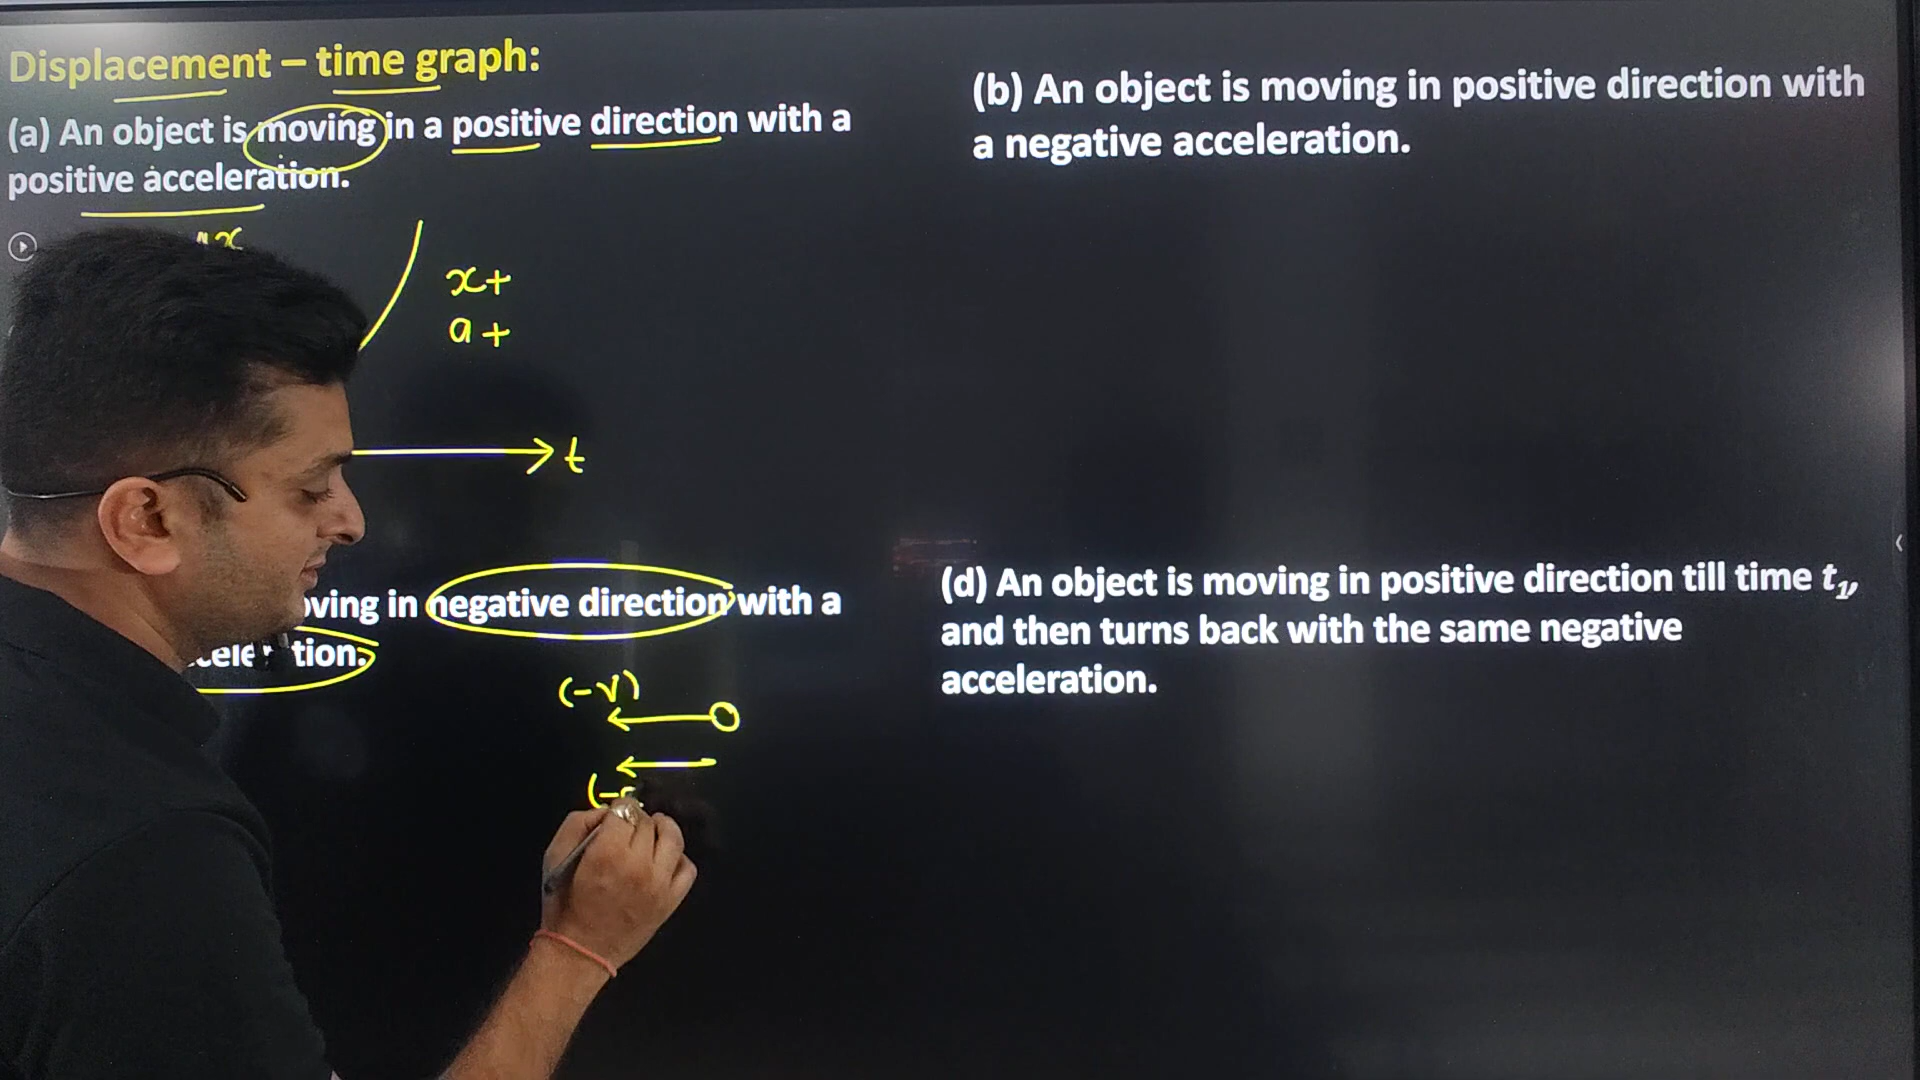 Displacement – time graph:
(a) An object is moving in a positive direction with a
positive acceleration.
x
x+
a +
t
in negative direction with a
(-v)
(b) An object is moving in positive direction with
a negative acceleration.
(d) An object is moving in positive direction till time t₁,
and then turns back with the same negative
acceleration.